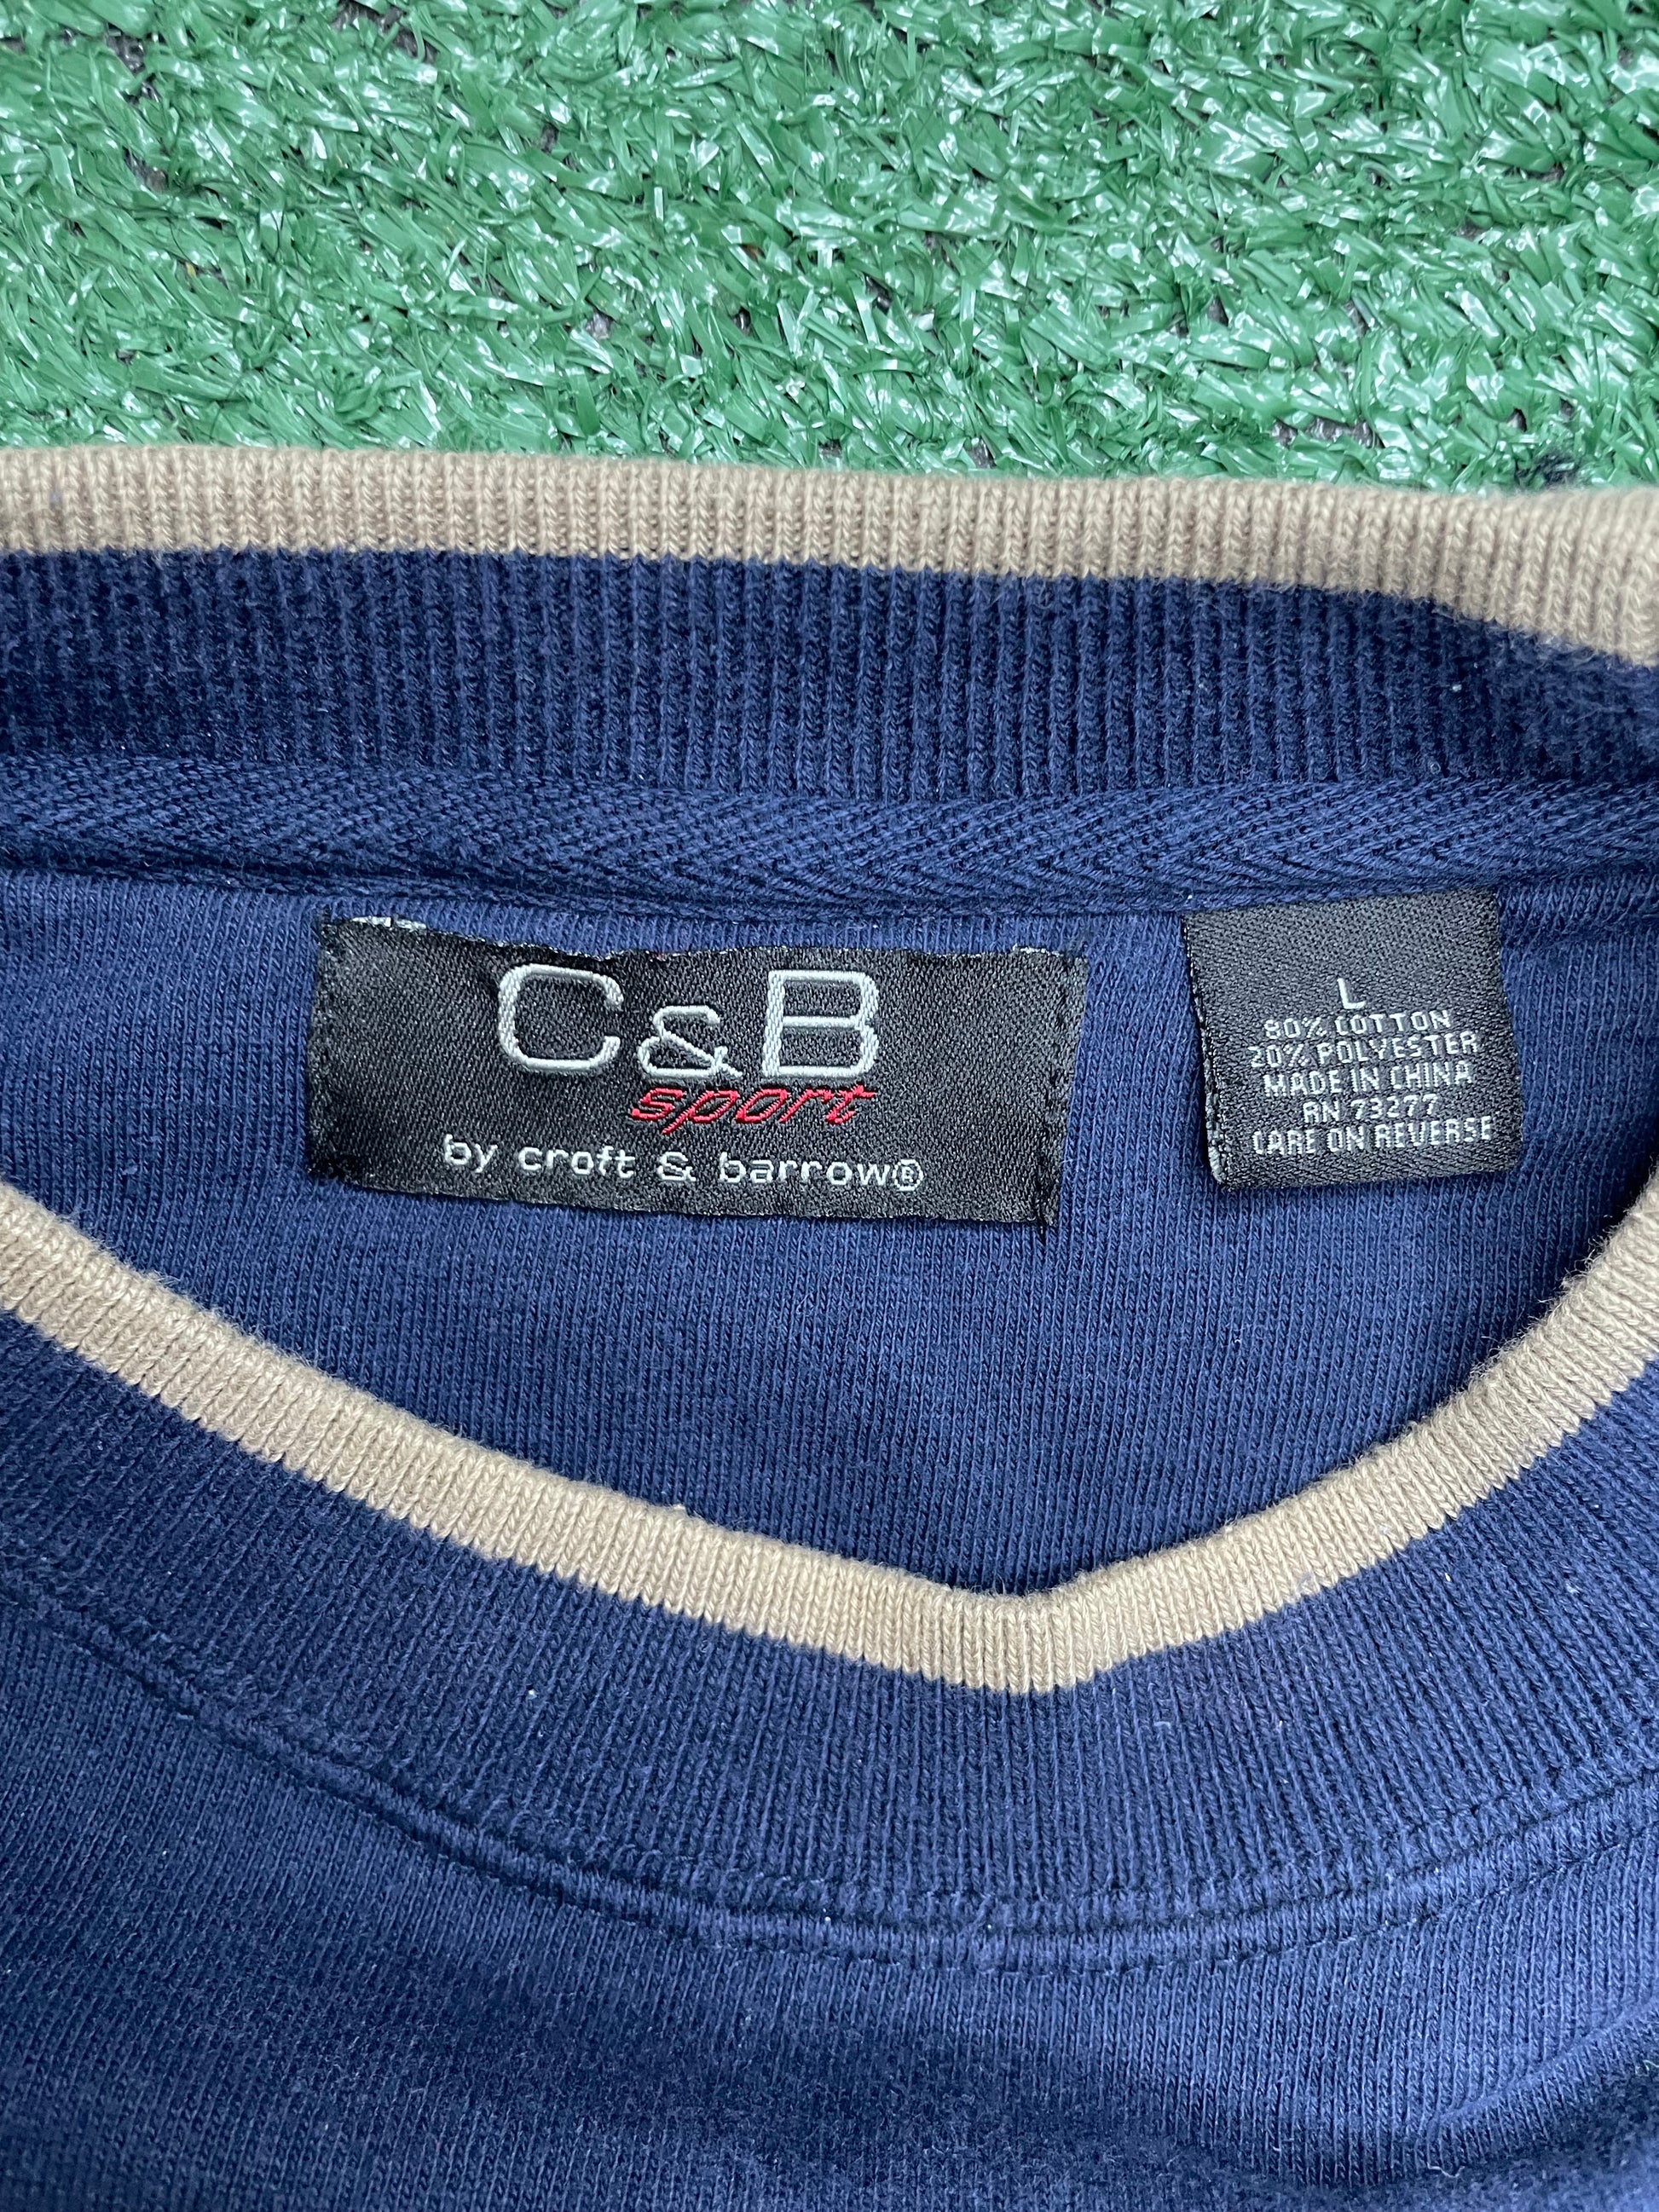 C&B
sport
by croft & barrow®
L
80% COTTON
20% POLYESTER
MADE IN CHINA
RN 73277
CARE ON REVERSE